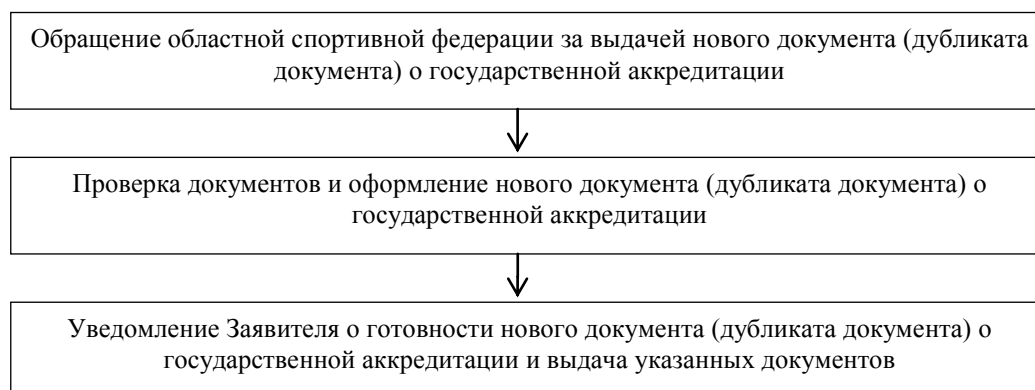 Обращение областной спортивной федерации за выдачей нового документа (дубликата
документа) о государственной аккредитации
Проверка документов и оформление нового документа (дубликата документа) о
государственной аккредитации
Уведомление Заявителя о готовности нового документа (дубликата документа) о
государственной аккредитации и выдача указанных документов